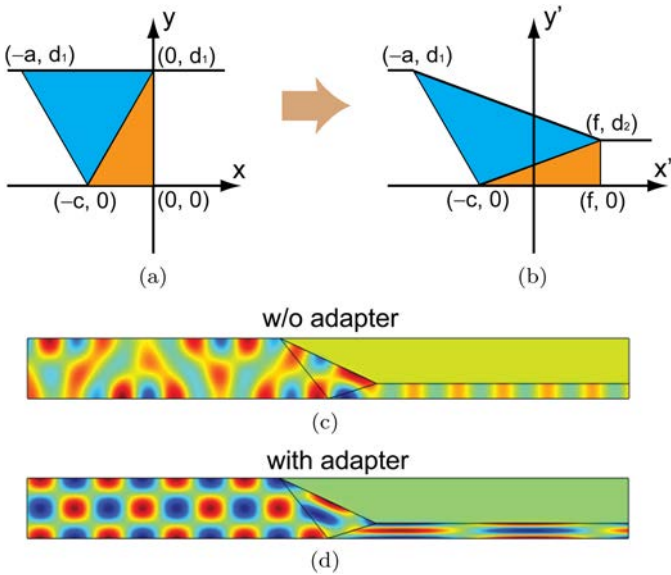 y
(−a, d₁)
(0, d₁)
x
(−c, 0)
(0, 0)
(a)
y'
(−a, d₁)
(f, d₂)
x'
(−c, 0)
(f, 0)
(b)
w/o adapter
(c)
with adapter
(d)